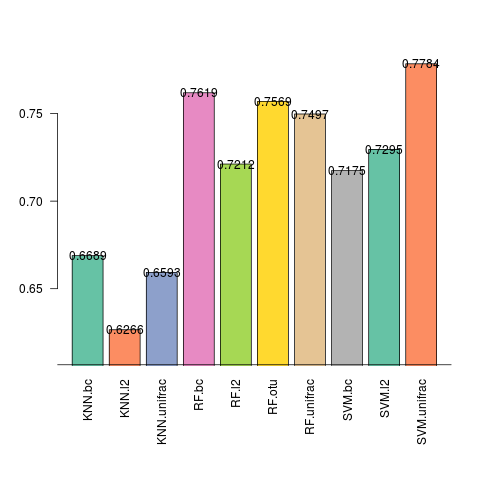 0.7784
0.7619
0.7569
0.7497
0.7295
0.7212
0.7175
0.6689
0.6593
0.6266
0.75
0.70
0.65
KNN.bc
KNN.l2
KNN.unifrac
RF.bc
RF.l2
RF.otu
RF.unifrac
SVM.bc
SVM.l2
SVM.unifrac